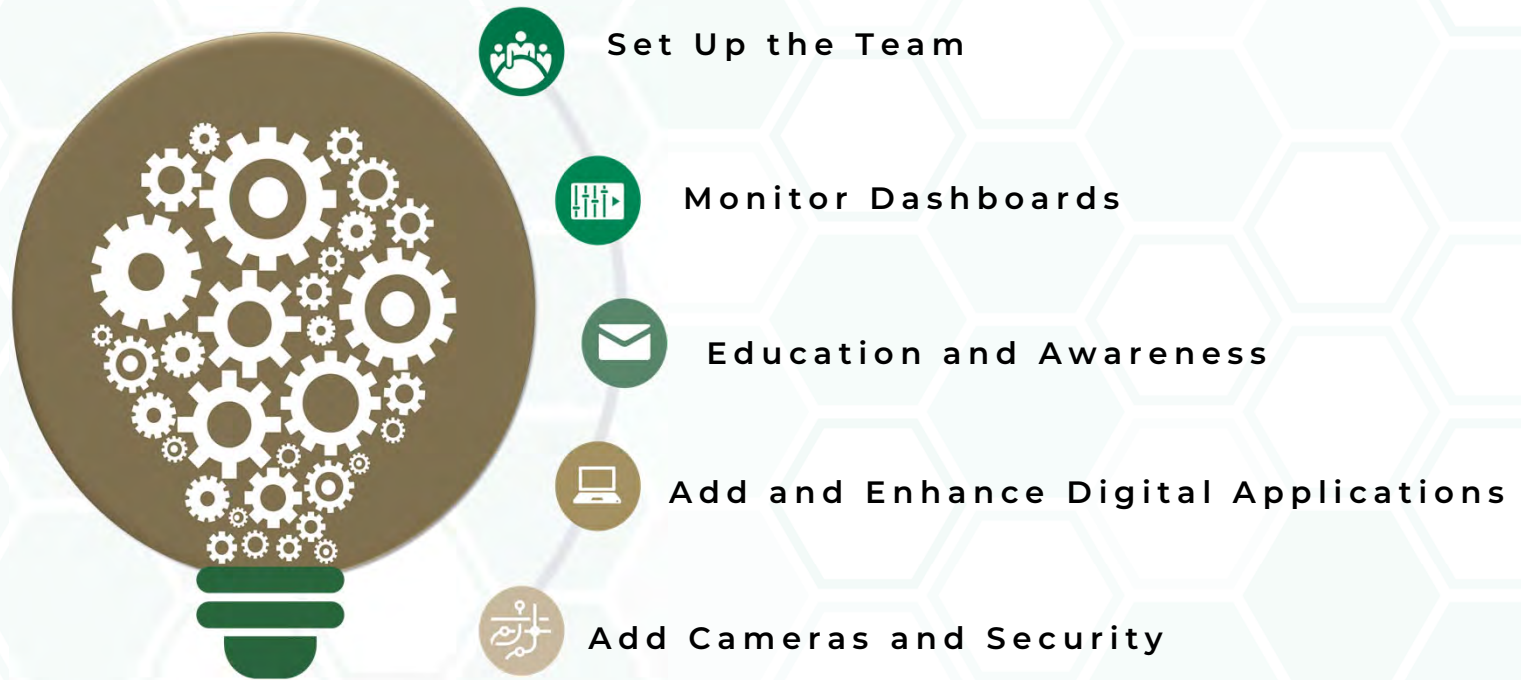 Set Up the Team
Monitor Dashboards
Education and Awareness
Add and Enhance Digital Applications
Add Cameras and Security